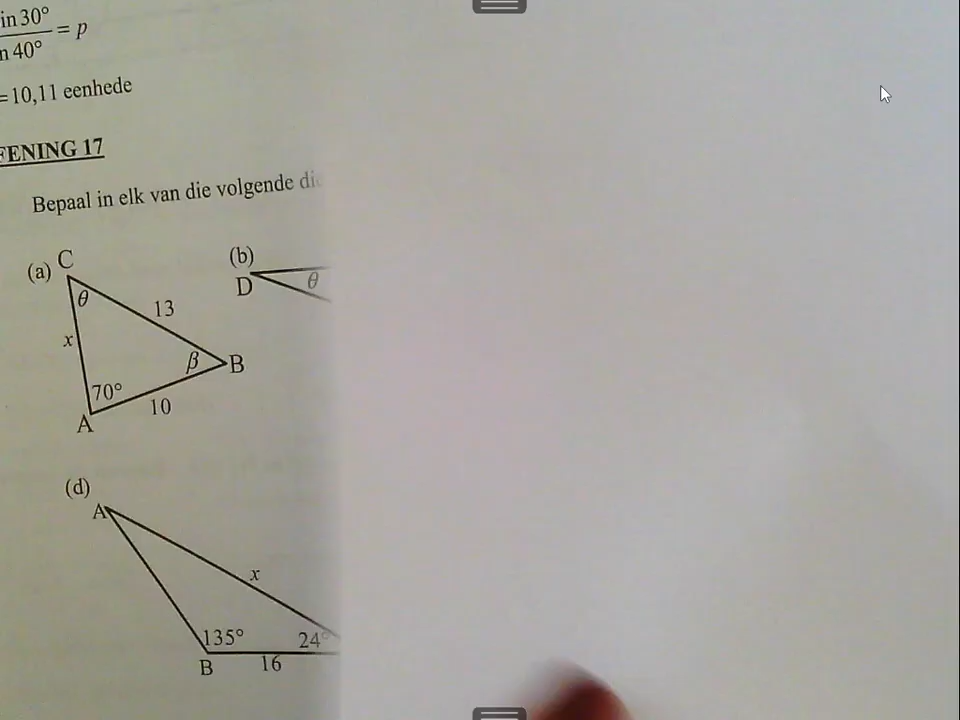 in 30°
n 40° = p
= 10,11 eenhede
FENING 17
Bepaal in elk van die volgende
(a) C
θ
13
x
β B
70°
10
A
(b)
D θ
(d)
A
x
135° 24°
B 16